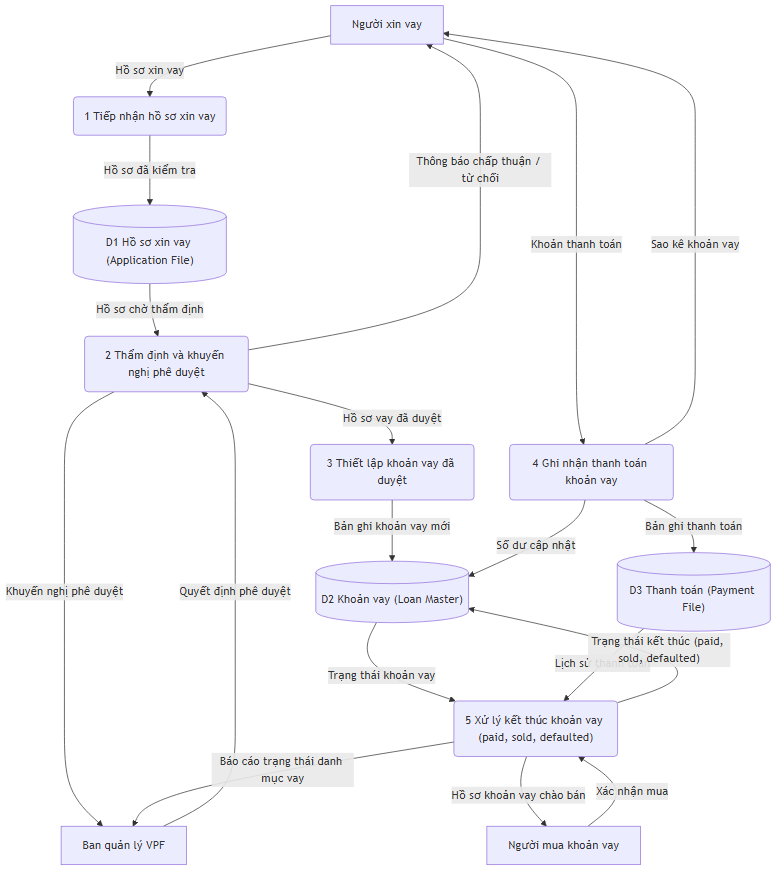 Người xin vay
Hồ sơ xin vay
1 Tiếp nhận hồ sơ xin vay
Hồ sơ đã kiểm tra
Thông báo chấp thuận /
từ chối
D1 Hồ sơ xin vay
(Application File)
Khoản thanh toán
Sao kê khoản vay
Hồ sơ chờ thẩm định
2 Thẩm định và khuyến
nghị phê duyệt
Hồ sơ vay đã duyệt
3 Thiết lập khoản vay đã
duyệt
4 Ghi nhận thanh toán
khoản vay
Bản ghi khoản vay mới
Số dư cập nhật
Bản ghi thanh toán
Khuyến nghị phê duyệt
Quyết định phê duyệt
D2 Khoản vay (Loan Master)
D3 Thanh toán (Payment
File)
Trạng thái kết thúc (paid,
sold, defaulted)
Lịch sử
Trạng thái khoản vay
5 Xử lý kết thúc khoản vay
(paid, sold, defaulted)
Báo cáo trạng thái danh
mục vay
Hồ sơ khoản vay chào bán
Xác nhận mua
Ban quản lý VPF
Người mua khoản vay